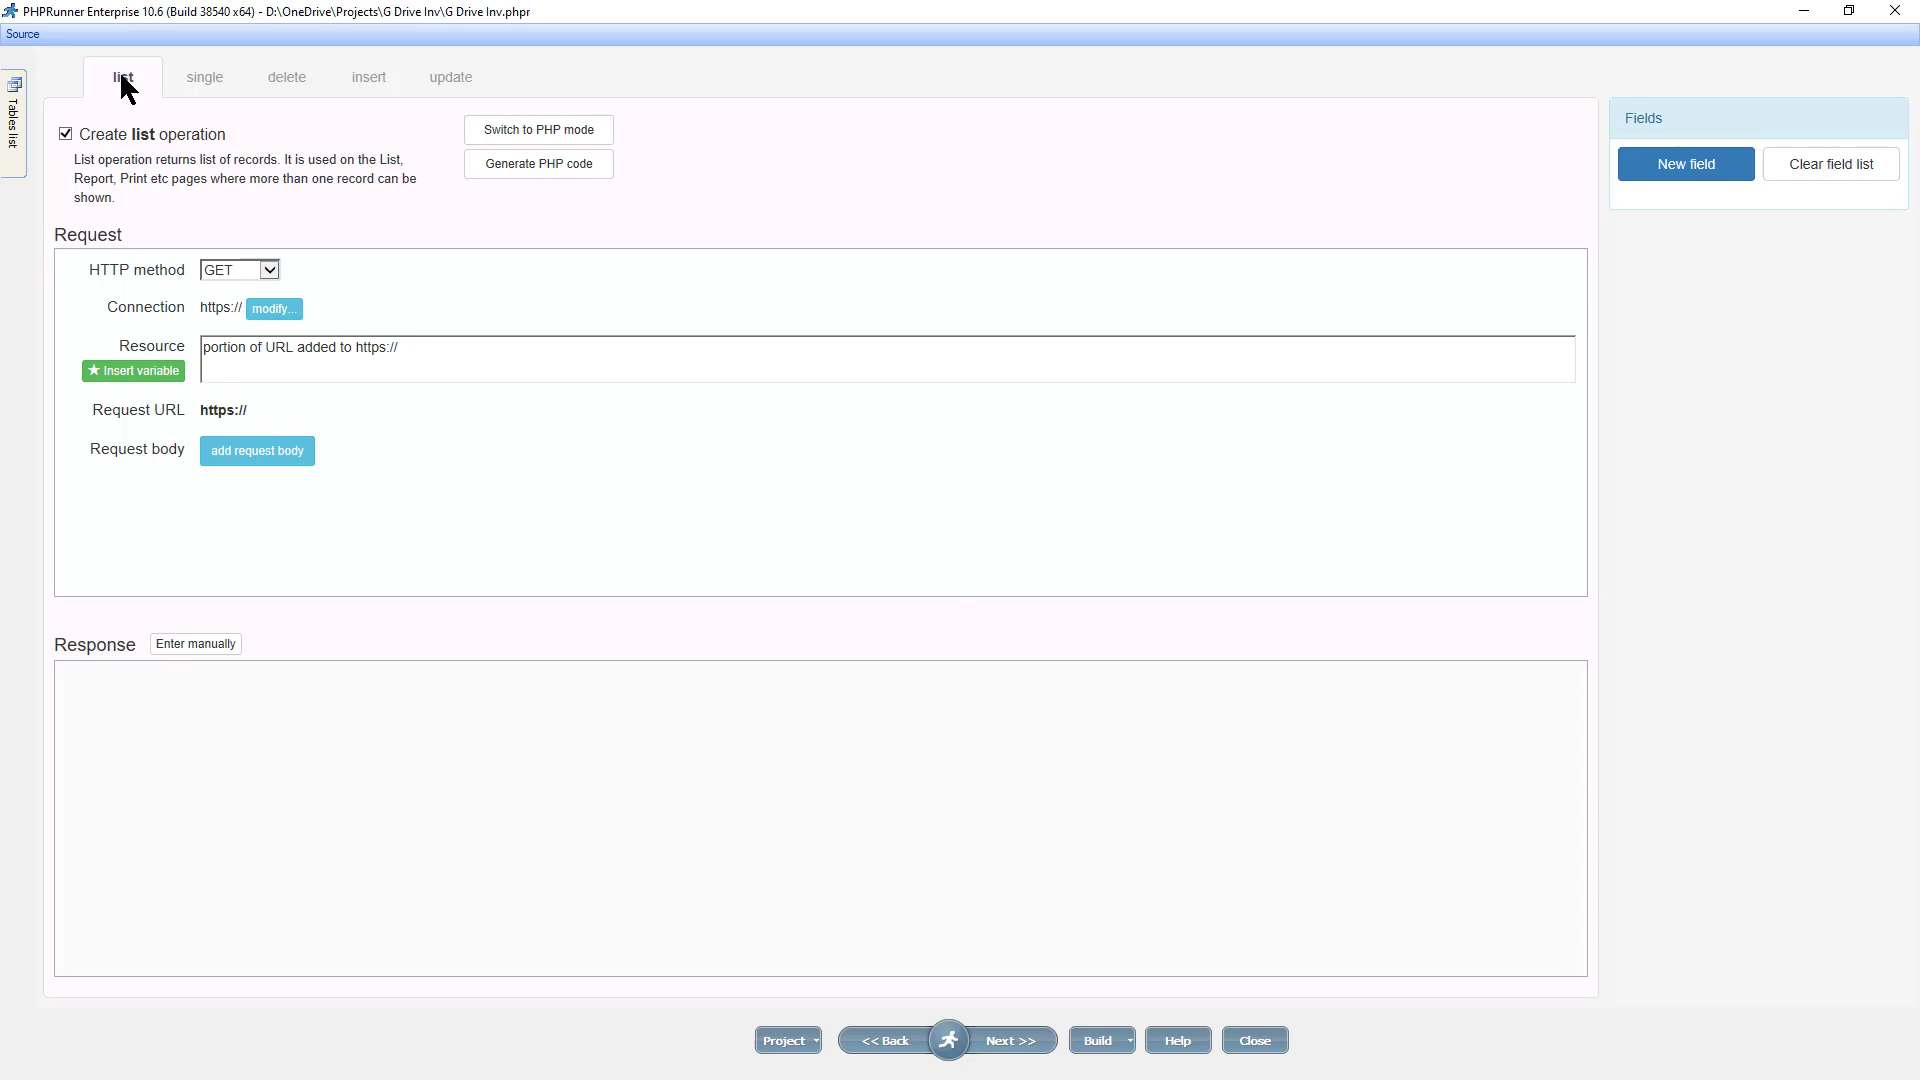 PHPRunner Enterprise 10.6 (Build 38540 x64) - D:\OneDrive\Projects\G Drive Inv\G Drive Inv.phpr
Source
Tables list
list single delete insert update
Create list operation
Switch to PHP mode
List operation returns list of records. It is used on the List,
Report, Print etc pages where more than one record can be
shown.
Generate PHP code
Fields
New field Clear field list
Request
HTTP method GET
Connection https:// modify...
Resource portion of URL added to https://
Insert variable
Request URL https://
Request body add request body
Response Enter manually
Project << Back Next >> Build Help Close